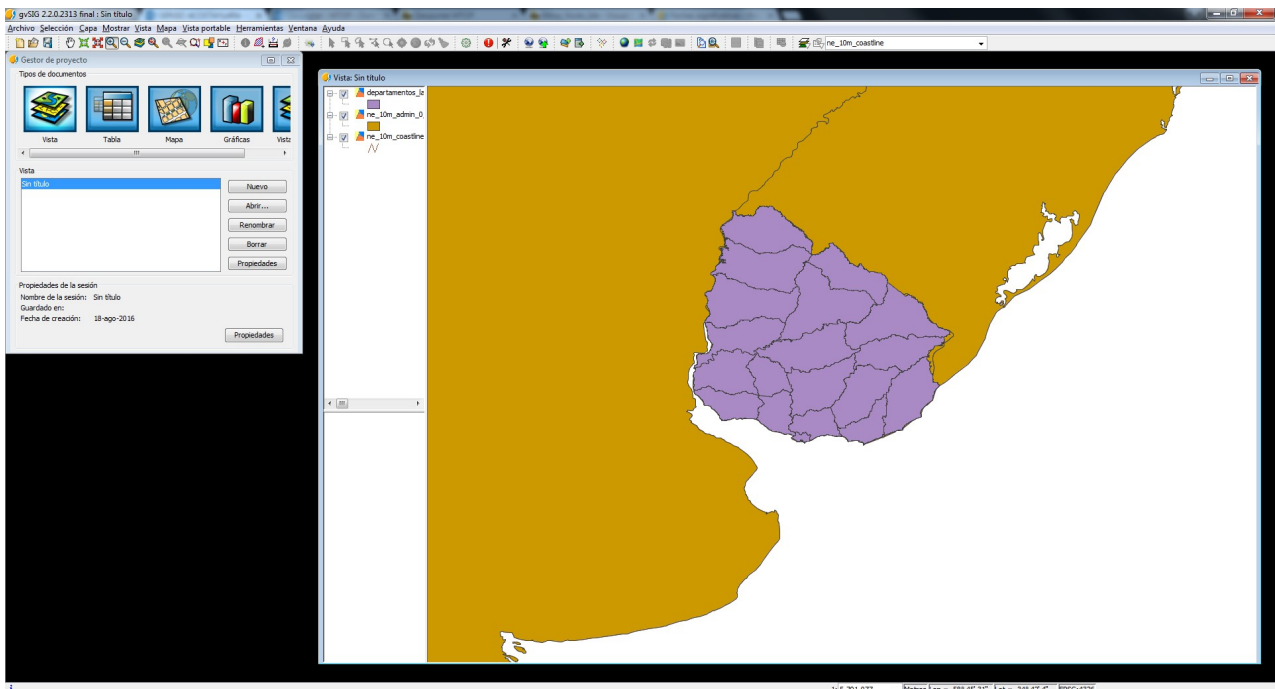 gvSIG 2.2.0.2313 final : Sin título
Archivo Selección Capa Mostrar Vista Mapa Vista portable Herramientas Ventana Ayuda
ne_10m_coastline
Gestor de proyecto
Tipos de documentos
Vista Tabla Mapa Gráficas Vista
Vista
Sin título
Nuevo
Abrir...
Renombrar
Borrar
Propiedades
Propiedades de la sesión
Nombre de la sesión: Sin título
Guardado en:
Fecha de creación: 18-ago-2016
Propiedades
Vista: Sin título
departamentos_la
ne_10m_admin_0_
ne_10m_coastline
Metros